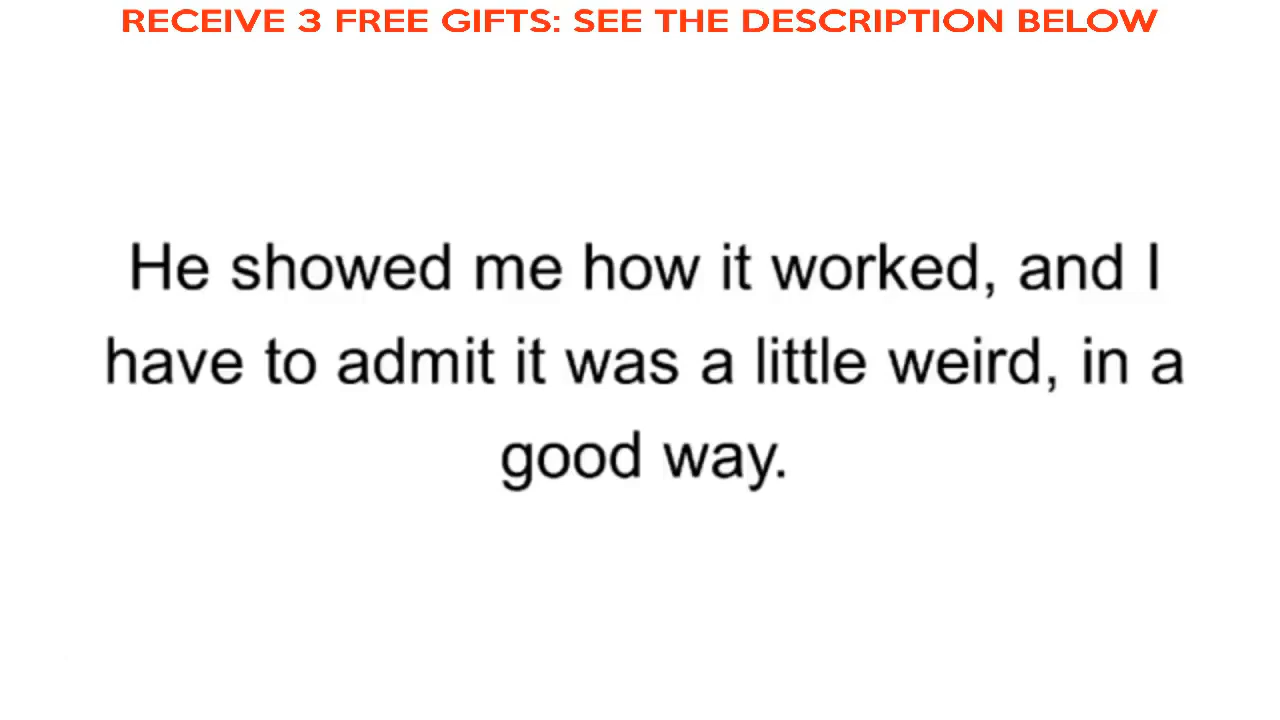 RECEIVE 3 FREE GIFTS: SEE THE DESCRIPTION BELOW
He showed me how it worked, and I
have to admit it was a little weird, in a
good way.